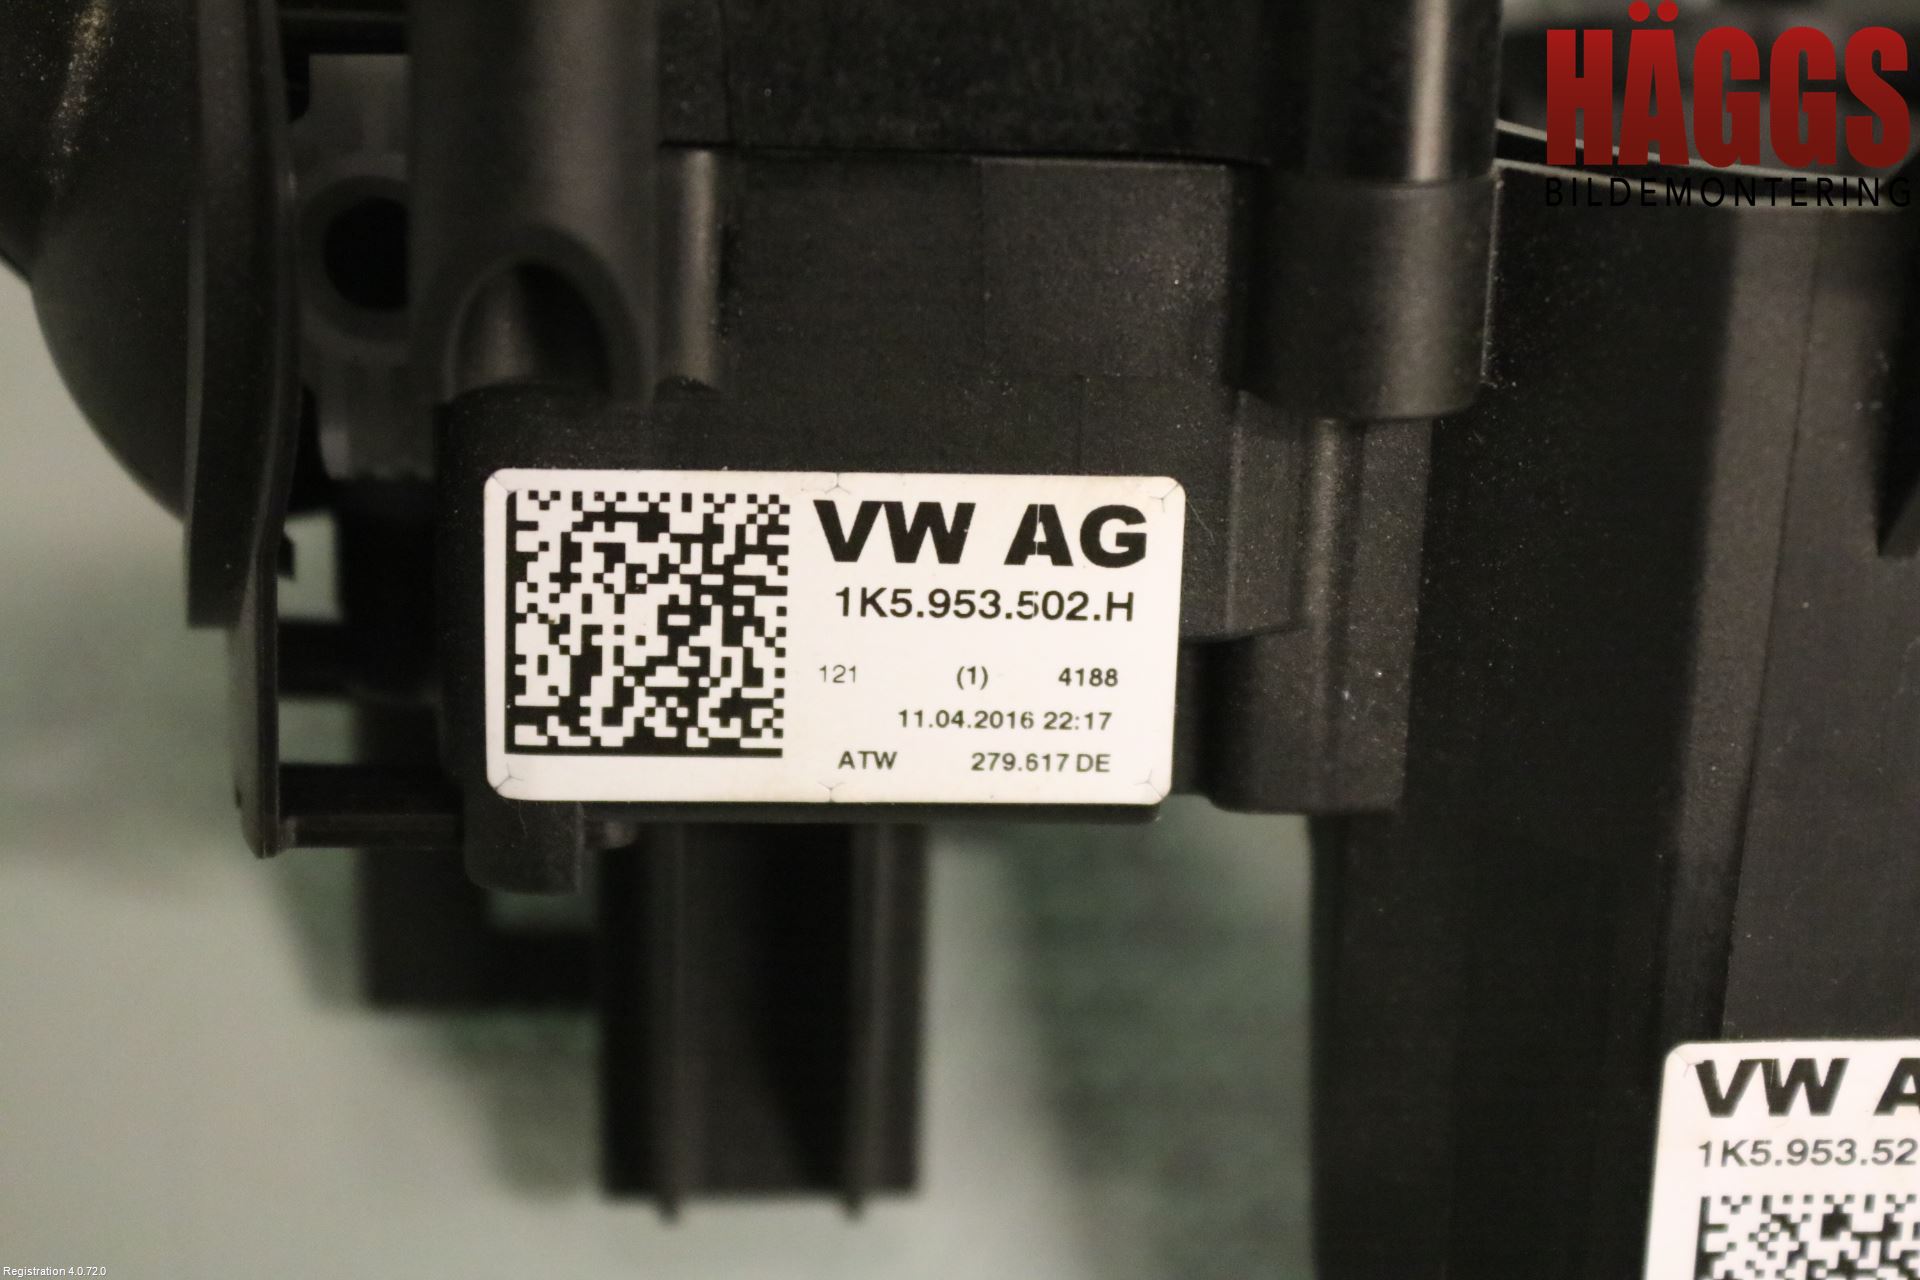 HÄGGS
BILDEMONTERING
VW AG
1K5.953.502.H
121 (1) 4188
11.04.2016 22:17
ATW 279.617 DE
VW A
1K5.953.52
Registration 4.0.72.0